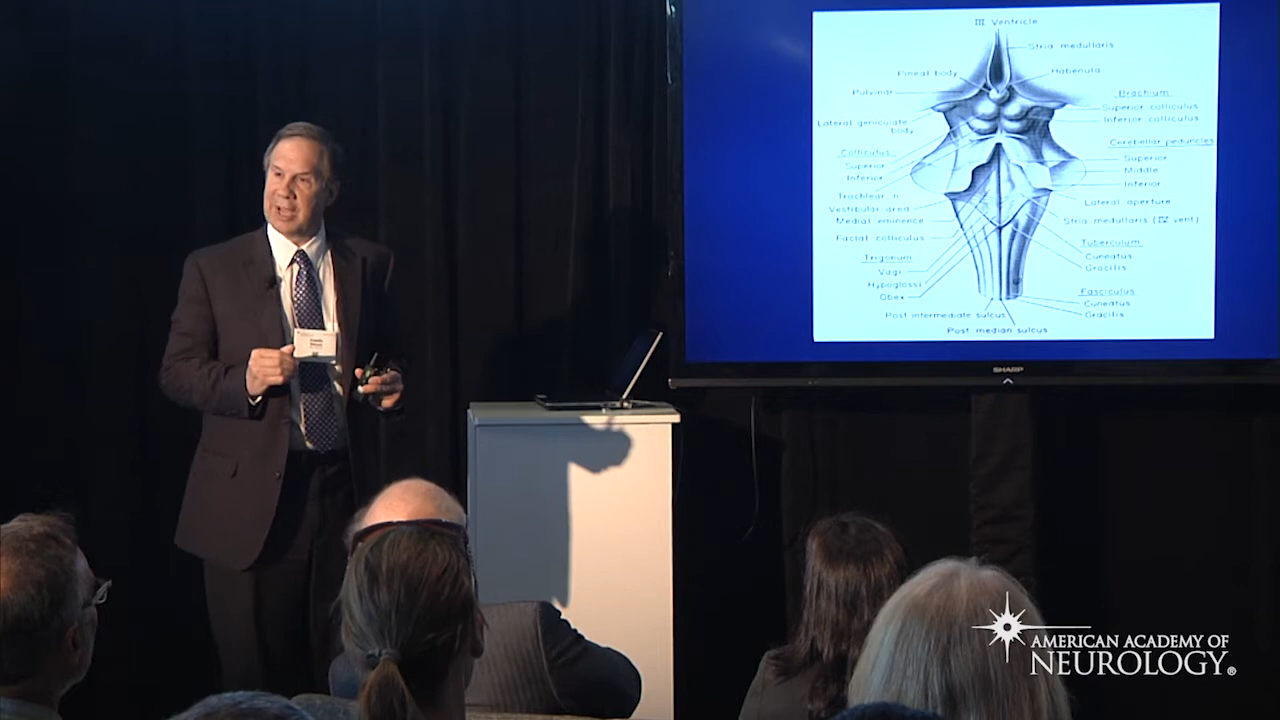 III Ventricle
Stria medullaris
Pineal body
Habenula
Pulvinar
Brachium
Superior colliculus
Inferior colliculus
Lateral geniculate
body
Cerebellar peduncles
Superior
Middle
Inferior
Colliculus
Superior
Inferior
Trochlear n
Vestibular area
Medial eminence
Facial colliculus
Lateral aperture
Stria medullaris (IV vent)
Trigonum
Vagi
Hypoglossi
Obex
Tuberculum
Cuneatus
Gracilis
Fasciculus
Cuneatus
Gracilis
Post intermediate sulcus
Post median sulcus
SHARP
AMERICAN ACADEMY OF
NEUROLOGY®